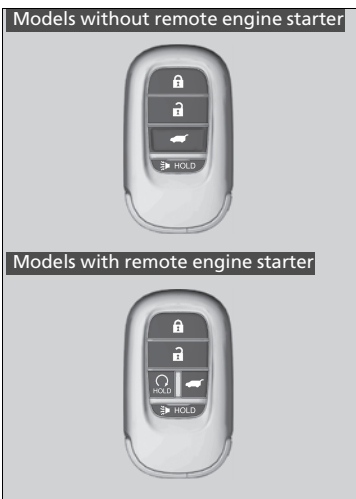 Models without remote engine starter
HOLD
Models with remote engine starter
HOLD
HOLD